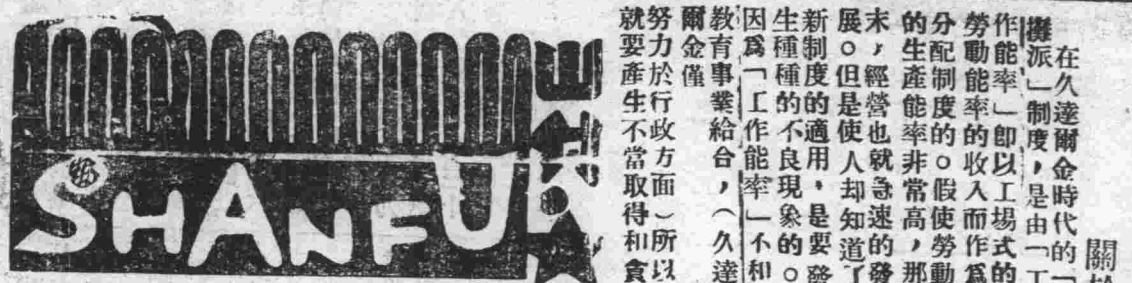 關於
在久達爾金時代的「
攤派」制度，是由「工
作能率」卽以工場式的
勞動能率的收入而作爲
分配制度的。假使勞動
的生產能率非常高，那
末，經營也就急速的發
展。但是使人却知道了
新制度的適用，是要發
生種種的不良現象的。
因爲「工作能率」不和
教育事業給合，（久達
爾金僅
努力於行政方面）所以
就要產生不當取得和貪
SHANFU